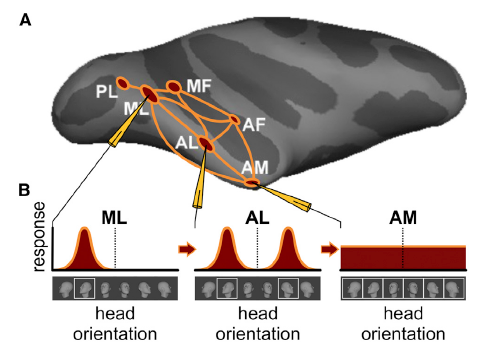 A
PL
ML
MF
AF
AL
AM
B
ML
AL
AM
response
head
orientation
head
orientation
head
orientation